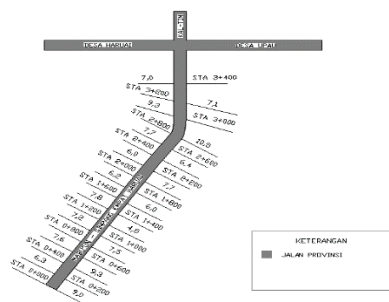 DESA HARUAI
DESA UPAU
7,0
STA 3+400
STA 3+200
9,3
7,1
STA 3+000
STA 2+800
7,7
10,0
STA 2+600
STA 2+400
6,8
6,4
STA 2+200
STA 2+000
6,2
7,7
STA 1+800
STA 1+600
7,8
6,0
STA 1+400
STA 1+200
7,2
4,0
STA 1+000
STA 0+800
7,6
7,5
STA 0+600
STA 0+400
6,3
9,3
STA 0+200
STA 0+000
9,0
KETERANGAN
JALAN PROVINSI